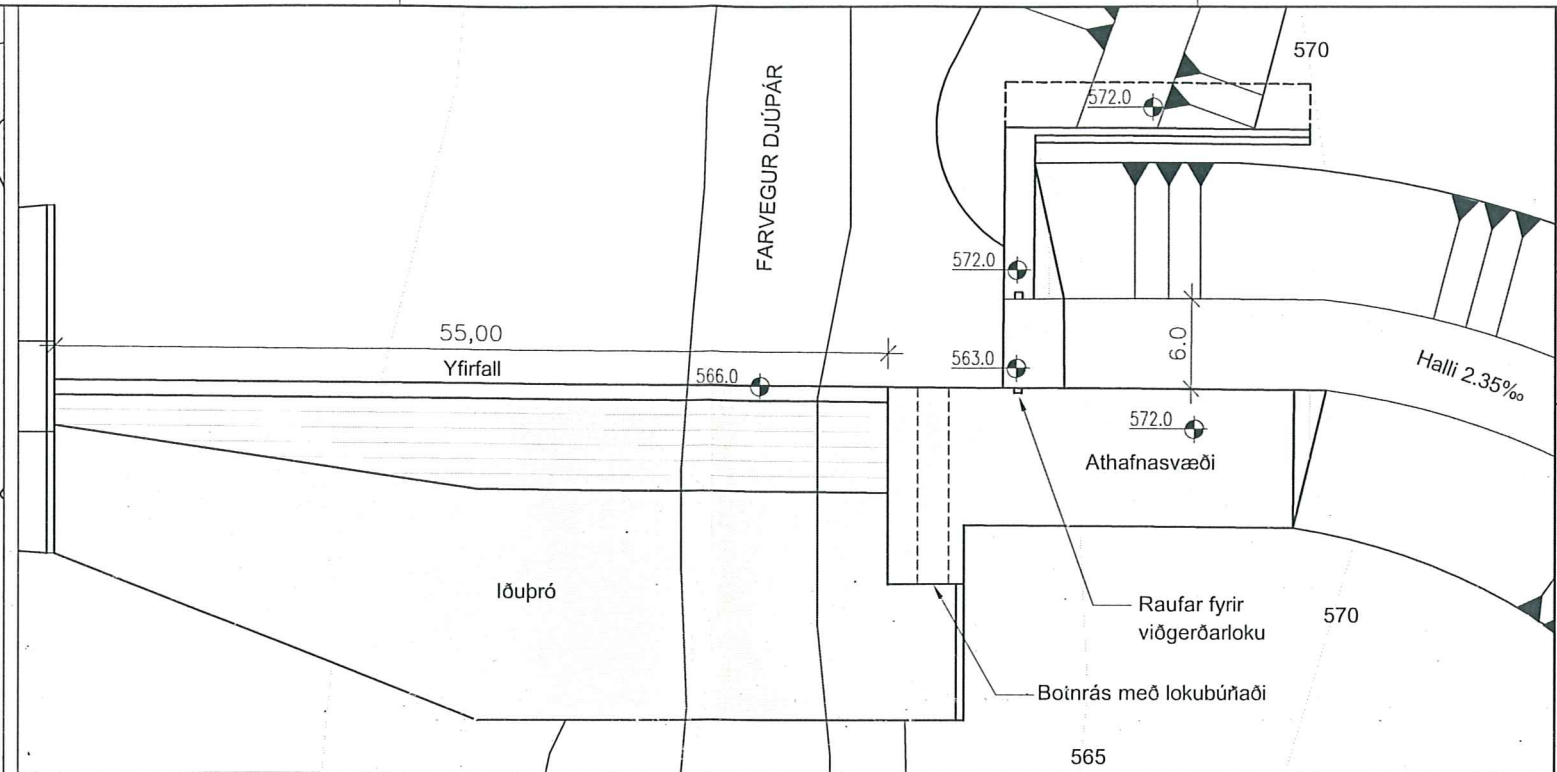 570
572.0
FARVEGUR DJÚPÁR
572.0
55,00
Yfirfall
566.0
563.0
6.0
Halli 2.35‰
572.0
Athafnasvæði
Iðuþró
Raufar fyrir
viðgerðarloku
570
Botnrás með lokubúnaði
565